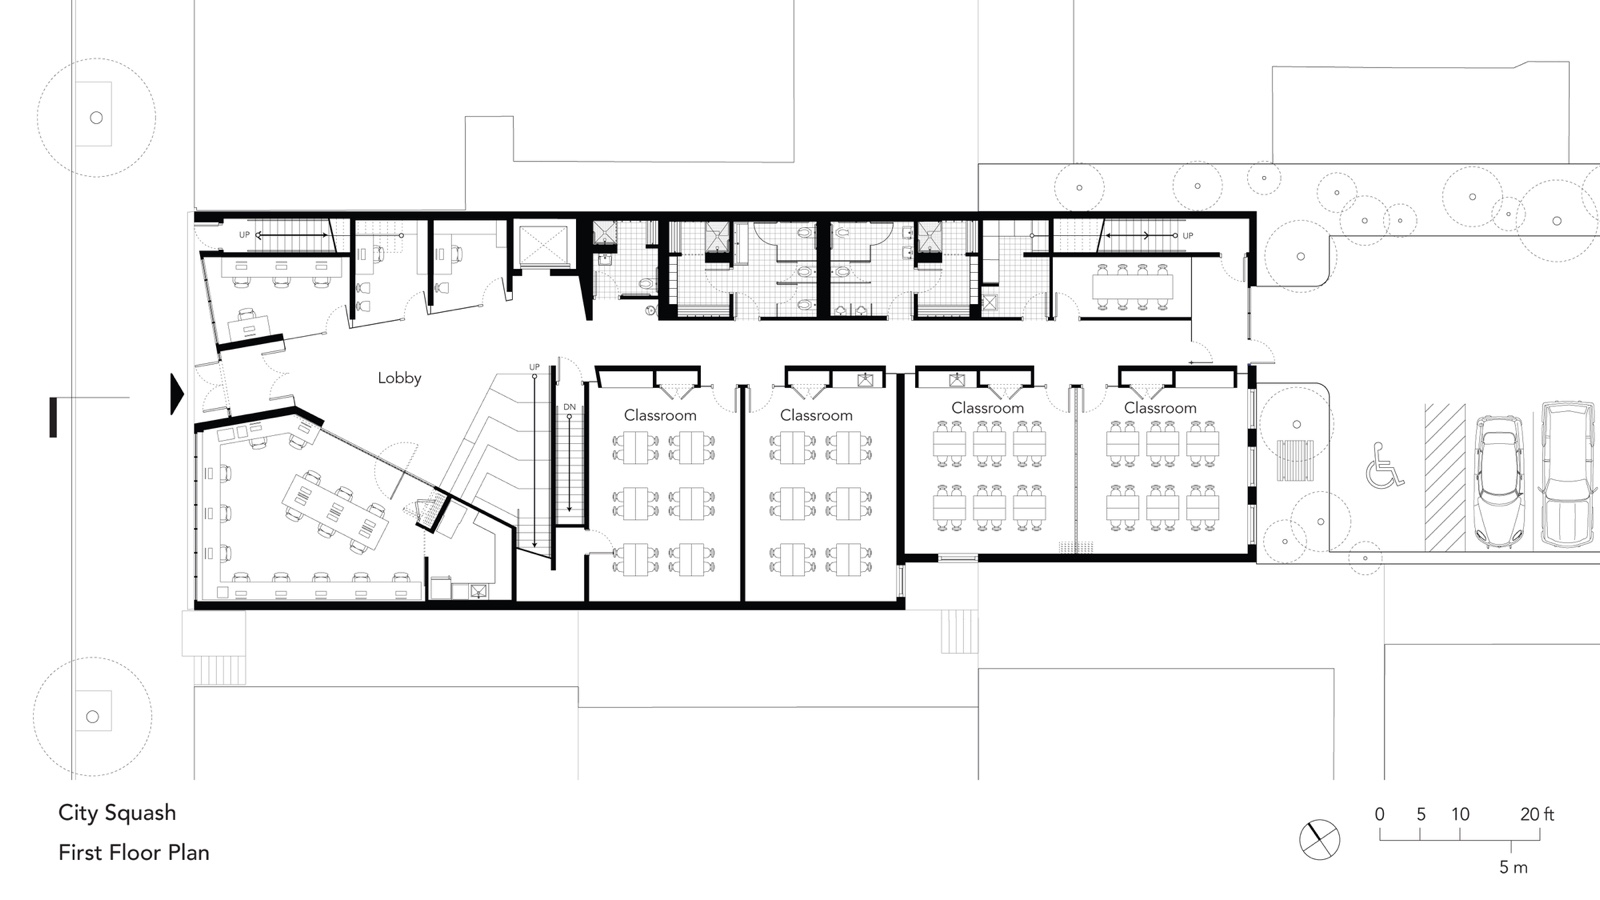 UP
UP
Lobby
UP
DN
Classroom
Classroom
Classroom
Classroom
City Squash
First Floor Plan
0 5 10 20 ft
5 m